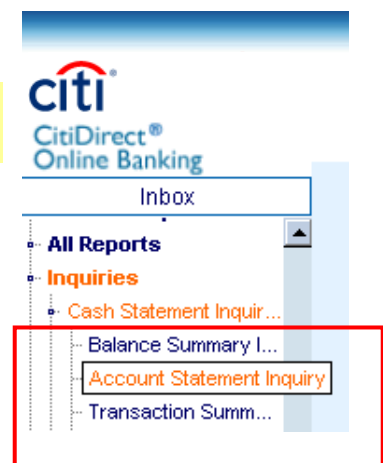 citi®
CitiDirect®
Online Banking
Inbox
All Reports
Inquiries
Cash Statement Inquir...
Balance Summary I...
Account Statement Inquiry
Transaction Summ...